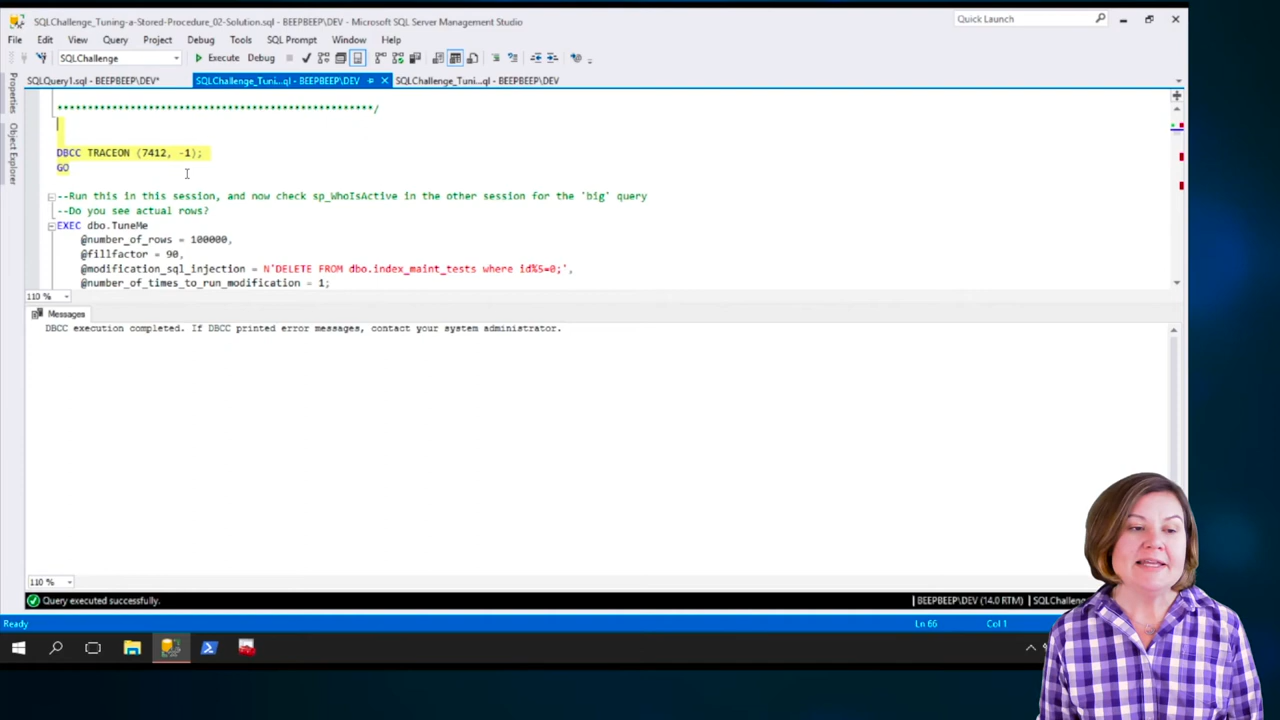 SQLChallenge_Tuning-a-Stored-Procedure_02-Solution.sql - BEEPBEEP\DEV - Microsoft SQL Server Management Studio
Quick Launch
File Edit View Query Project Debug Tools SQL Prompt Window Help
SQLChallenge Execute Debug
SQLQuery1.sql - BEEPBEEP\DEV* SQLChallenge_Tuni...ql - BEEPBEEP\DEV SQLChallenge_Tuni...ql - BEEPBEEP\DEV
Properties
Object Explorer
*******************************************************/
DBCC TRACEON (7412, -1);
GO
--Run this in this session, and now check sp_WhoIsActive in the other session for the 'big' query
--Do you see actual rows?
EXEC dbo.TuneMe
@number_of_rows = 100000,
@fillfactor = 90,
@modification_sql_injection = N'DELETE FROM dbo.index_maint_tests where id%5=0;',
@number_of_times_to_run_modification = 1;
110 %
Messages
DBCC execution completed. If DBCC printed error messages, contact your system administrator.
110 %
Query executed successfully. BEEPBEEP\DEV (14.0 RTM) SQLChallenge
Ready Ln 66 Col 1